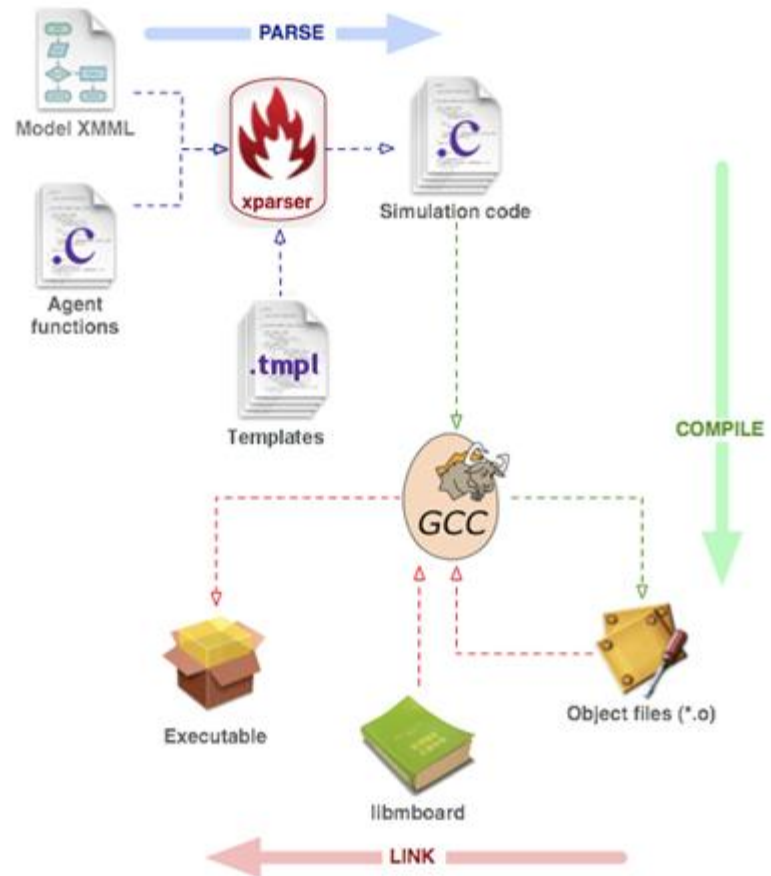 PARSE
Model XMML
xparser
.c
Simulation code
.c
Agent
functions
.tmpl
Templates
COMPILE
GCC
Executable
Object files (*.o)
libmboard
LINK